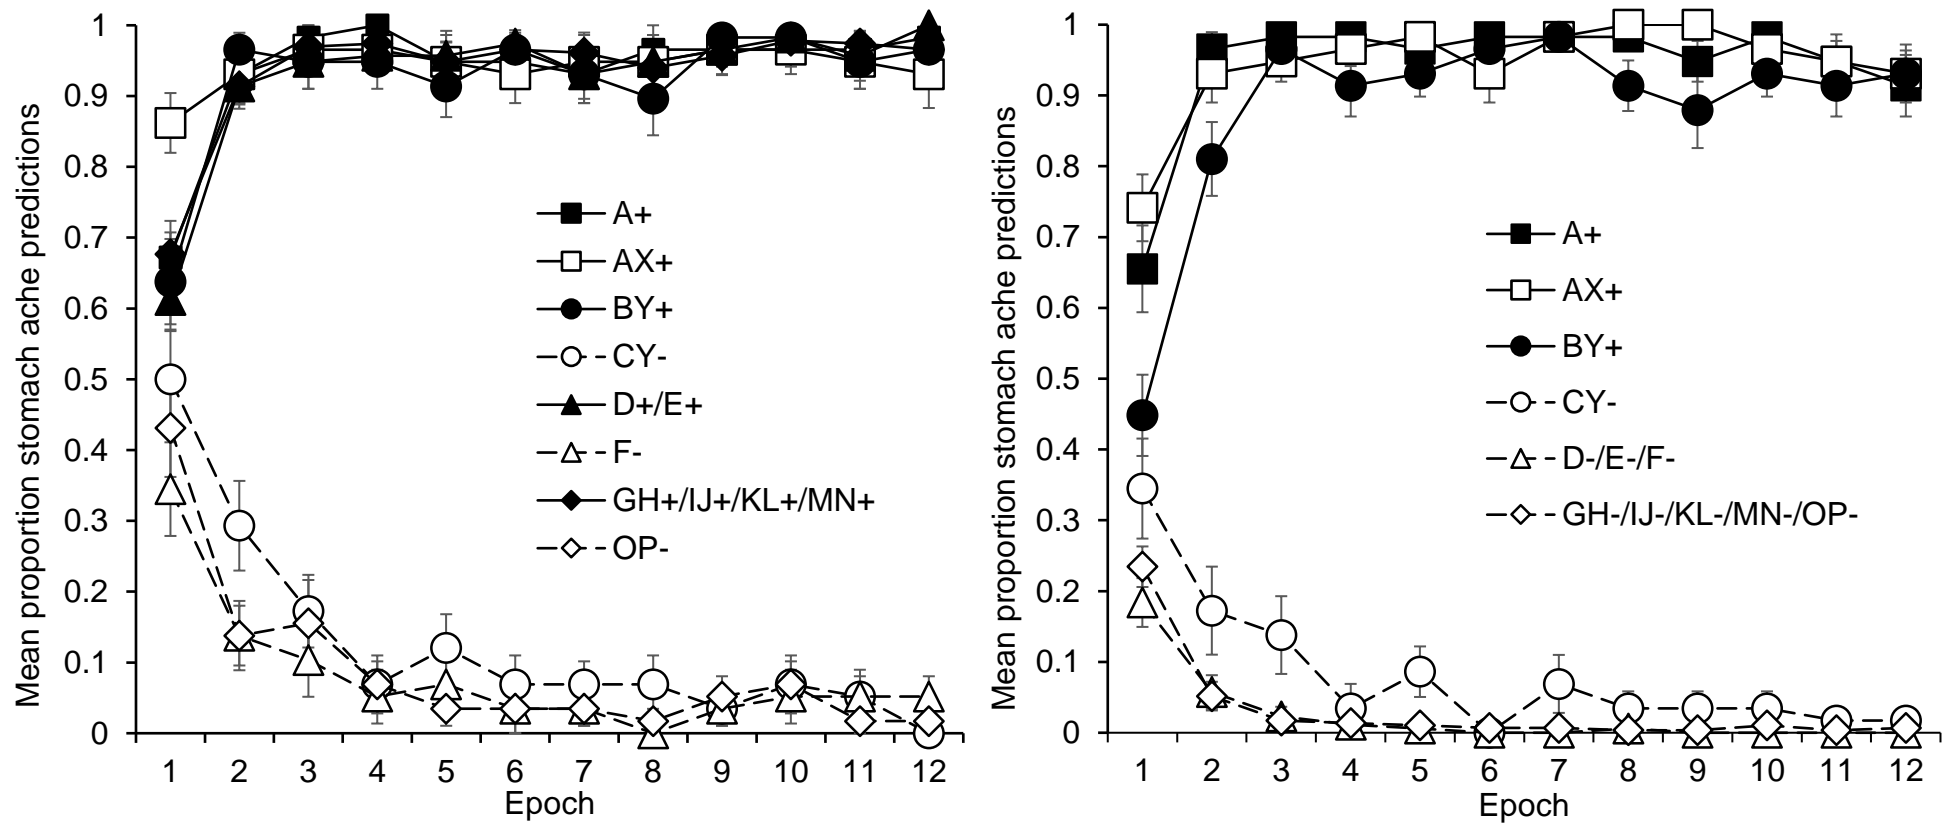 Mean proportion stomach ache predictions
1
0.9
0.8
0.7
0.6
0.5
0.4
0.3
0.2
0.1
0
A+
AX+
BY+
CY-
D+/E+
F-
GH+/IJ+/KL+/MN+
OP-
1 2 3 4 5 6 7 8 9 10 11 12
Epoch
Mean proportion stomach ache predictions
1
0.9
0.8
0.7
0.6
0.5
0.4
0.3
0.2
0.1
0
A+
AX+
BY+
CY-
D-/E-/F-
GH-/IJ-/KL-/MN-/OP-
1 2 3 4 5 6 7 8 9 10 11 12
Epoch